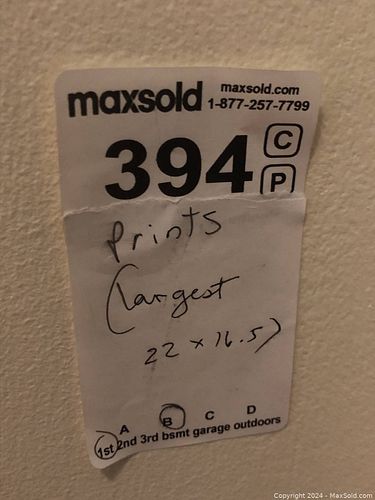 maxsold maxsold.com
1-877-257-7799
394 C
P
Prints
(largest
22 x 16.5)
A B C D
1st 2nd 3rd bsmt garage outdoors
Copyright 2024 - MaxSold.com